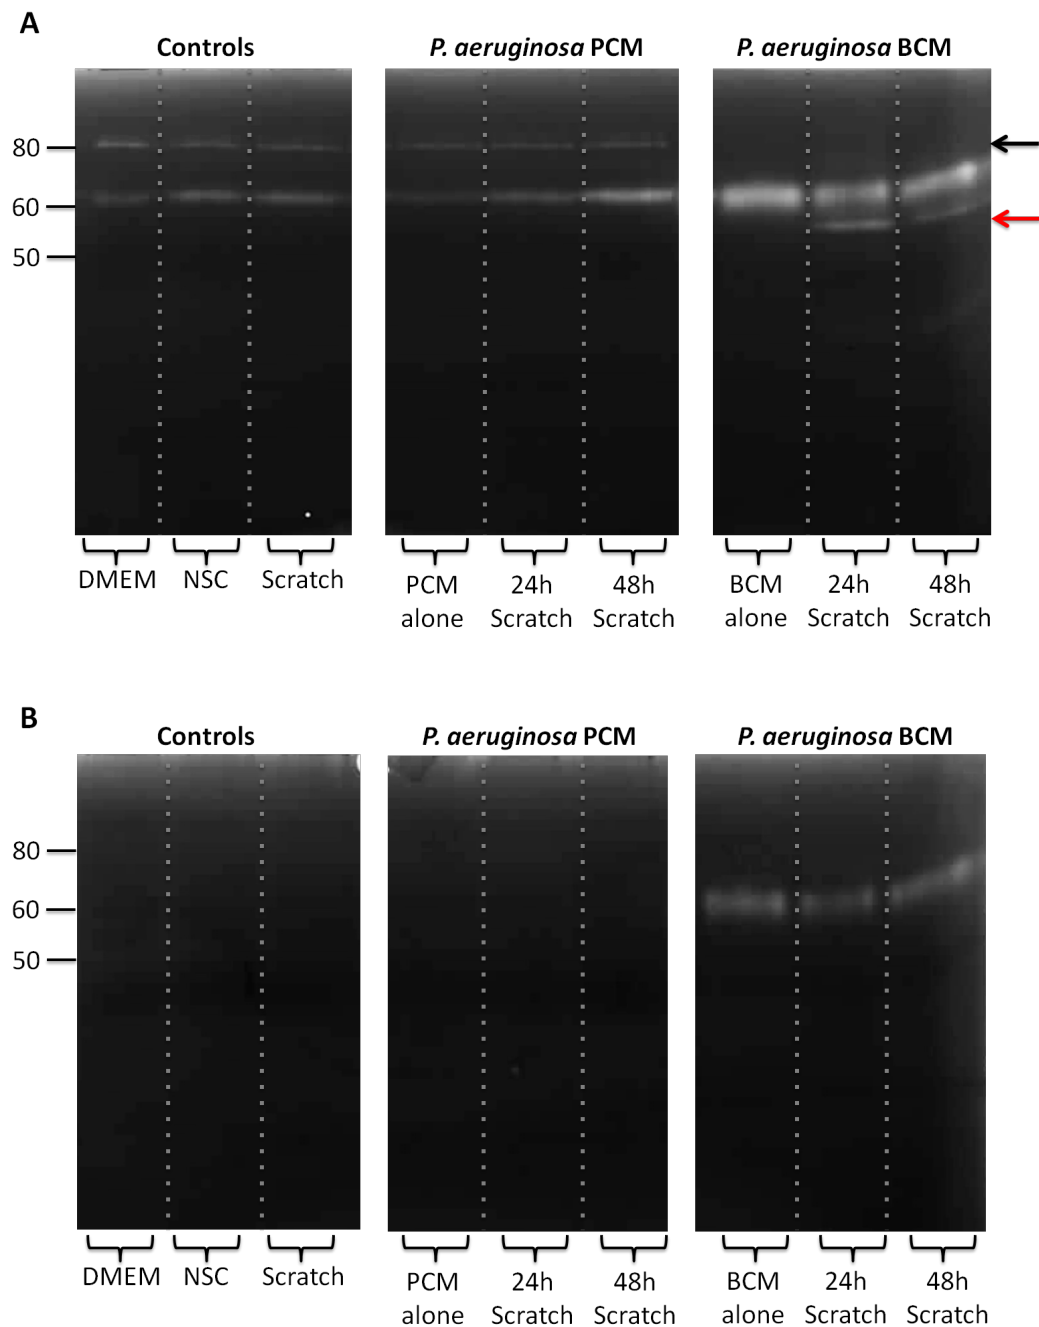 A
Controls
P. aeruginosa PCM
P. aeruginosa BCM
80
60
50
DMEM
NSC
Scratch
PCM
alone
24h
Scratch
48h
Scratch
BCM
alone
24h
Scratch
48h
Scratch
B
Controls
P. aeruginosa PCM
P. aeruginosa BCM
80
60
50
DMEM
NSC
Scratch
PCM
alone
24h
Scratch
48h
Scratch
BCM
alone
24h
Scratch
48h
Scratch